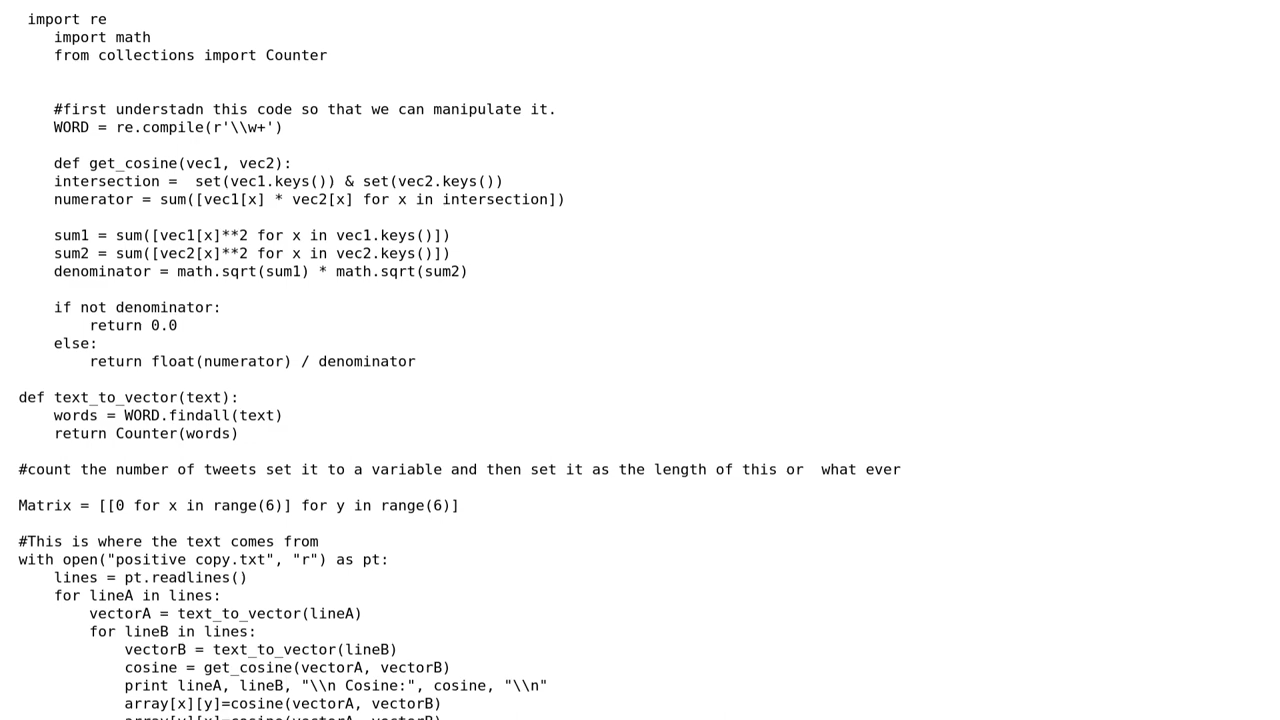 import re
import math
from collections import Counter
#first understadn this code so that we can manipulate it.
WORD = re.compile(r'\\w+')
def get_cosine(vec1, vec2):
intersection =  set(vec1.keys()) & set(vec2.keys())
numerator = sum([vec1[x] * vec2[x] for x in intersection])
sum1 = sum([vec1[x]**2 for x in vec1.keys()])
sum2 = sum([vec2[x]**2 for x in vec2.keys()])
denominator = math.sqrt(sum1) * math.sqrt(sum2)
if not denominator:
return 0.0
else:
return float(numerator) / denominator
def text_to_vector(text):
words = WORD.findall(text)
return Counter(words)
#count the number of tweets set it to a variable and then set it as the length of this or  what ever
Matrix = [[0 for x in range(6)] for y in range(6)]
#This is where the text comes from
with open("positive copy.txt", "r") as pt:
lines = pt.readlines()
for lineA in lines:
vectorA = text_to_vector(lineA)
for lineB in lines:
vectorB = text_to_vector(lineB)
cosine = get_cosine(vectorA, vectorB)
print lineA, lineB, "\\n Cosine:", cosine, "\\n"
array[x][y]=cosine(vectorA, vectorB)